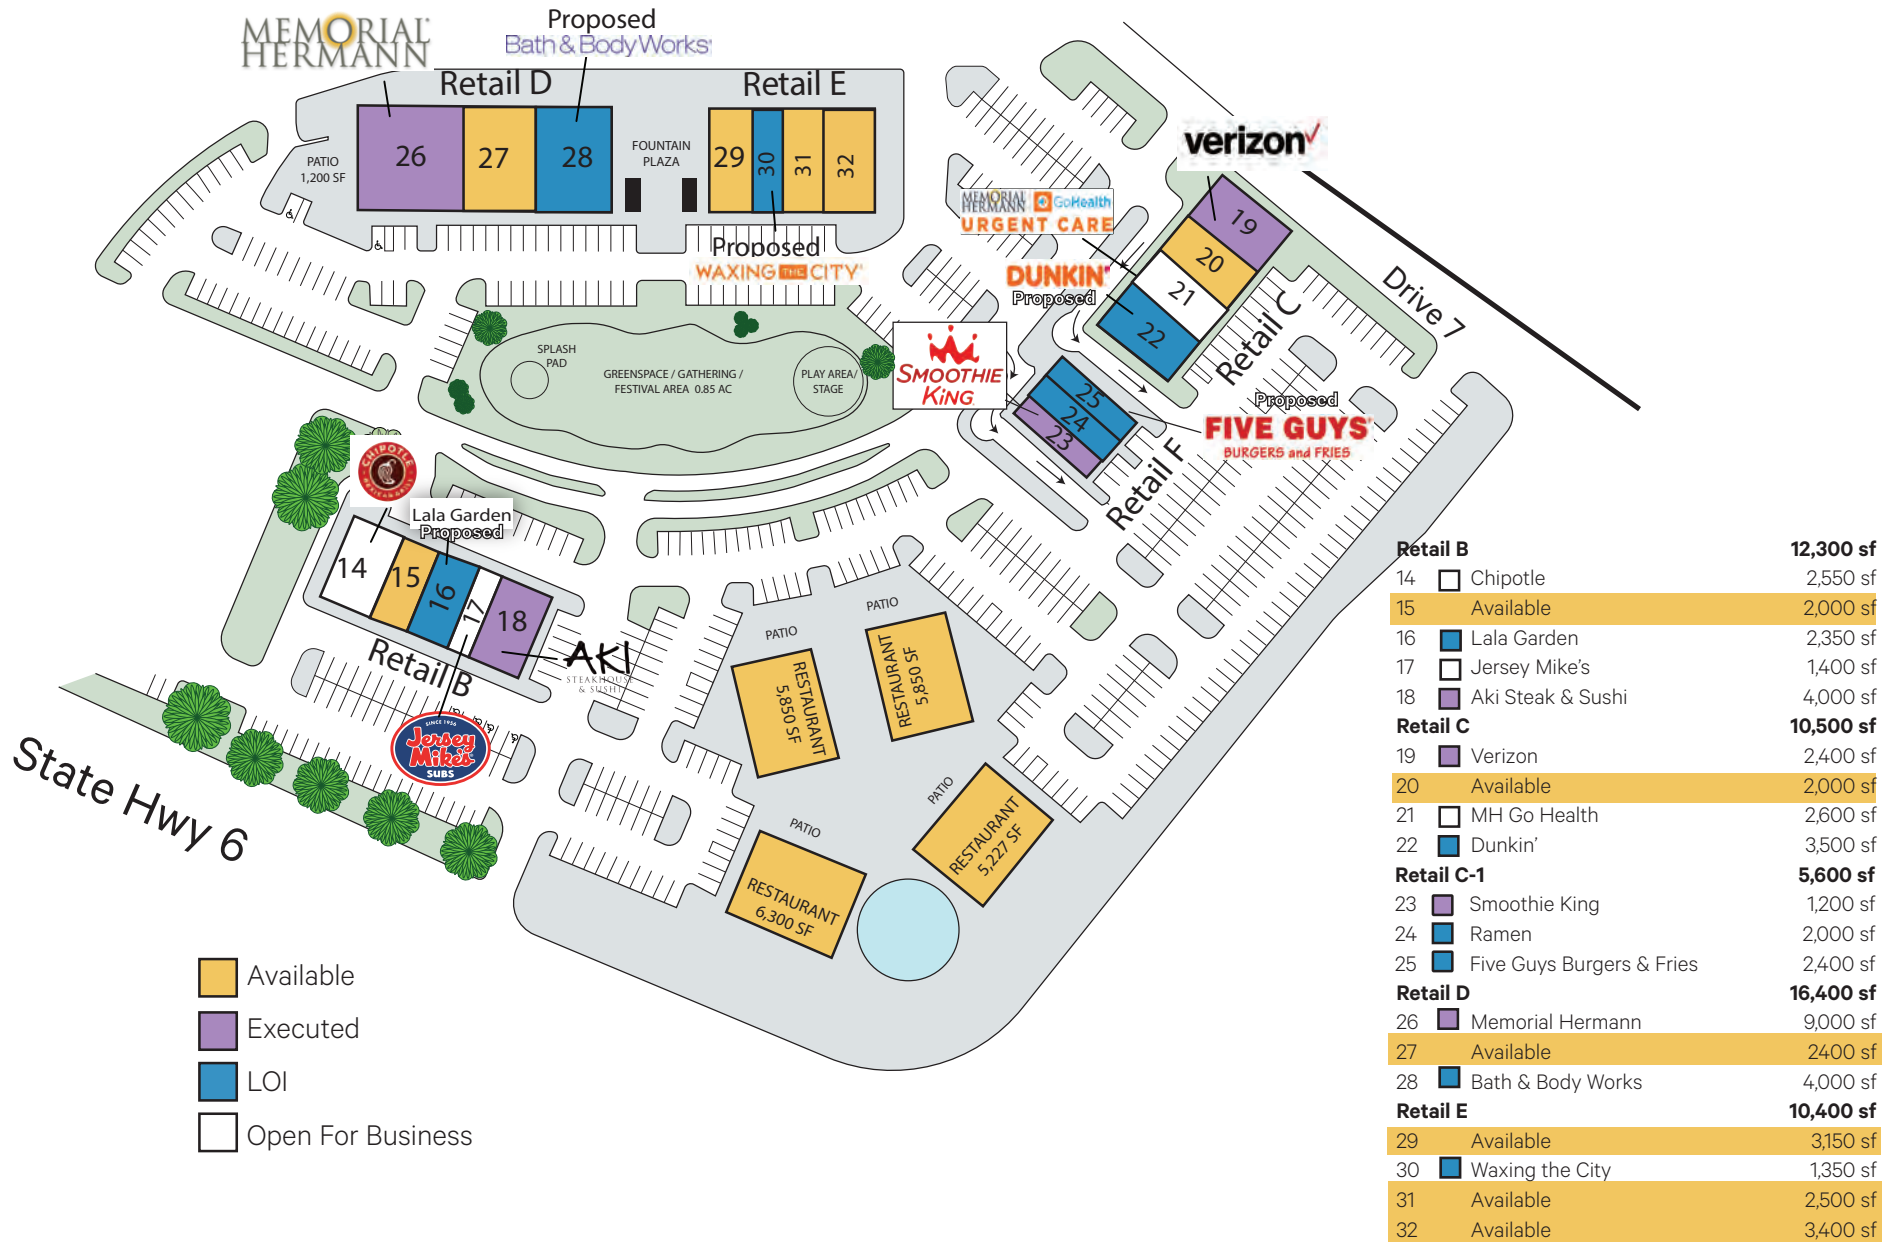 MEMORIAL
HERMANN
Proposed
Bath & Body Works
Retail D
Retail E
PATIO
1,200 SF
26
27
28
FOUNTAIN
PLAZA
29
30
31
32
Proposed
WAXING THE CITY
verizon
MEMORIAL
HERMANN
GoHealth
URGENT CARE
DUNKIN'
Proposed
19
20
21
22
Retail C
Drive 7
SMOOTHIE
KING
25
24
23
Retail F
Proposed
FIVE GUYS
BURGERS and FRIES
SPLASH
PAD
GREENSPACE / GATHERING /
FESTIVAL AREA 0.85 AC
PLAY AREA/
STAGE
CHIPOTLE
MEXICAN GRILL
Lala Garden
Proposed
14
15
16
17
18
Retail B
AKI
STEAKHOUSE
& SUSHI
SINCE 1956
Jersey
Mike's
SUBS
State Hwy 6
PATIO
RESTAURANT
5,850 SF
PATIO
RESTAURANT
5,850 SF
PATIO
RESTAURANT
5,227 SF
PATIO
RESTAURANT
6,300 SF
Available
Executed
LOI
Open For Business
Retail B 12,300 sf
14 Chipotle 2,550 sf
15 Available 2,000 sf
16 Lala Garden 2,350 sf
17 Jersey Mike's 1,400 sf
18 Aki Steak & Sushi 4,000 sf
Retail C 10,500 sf
19 Verizon 2,400 sf
20 Available 2,000 sf
21 MH Go Health 2,600 sf
22 Dunkin' 3,500 sf
Retail C-1 5,600 sf
23 Smoothie King 1,200 sf
24 Ramen 2,000 sf
25 Five Guys Burgers & Fries 2,400 sf
Retail D 16,400 sf
26 Memorial Hermann 9,000 sf
27 Available 2400 sf
28 Bath & Body Works 4,000 sf
Retail E 10,400 sf
29 Available 3,150 sf
30 Waxing the City 1,350 sf
31 Available 2,500 sf
32 Available 3,400 sf